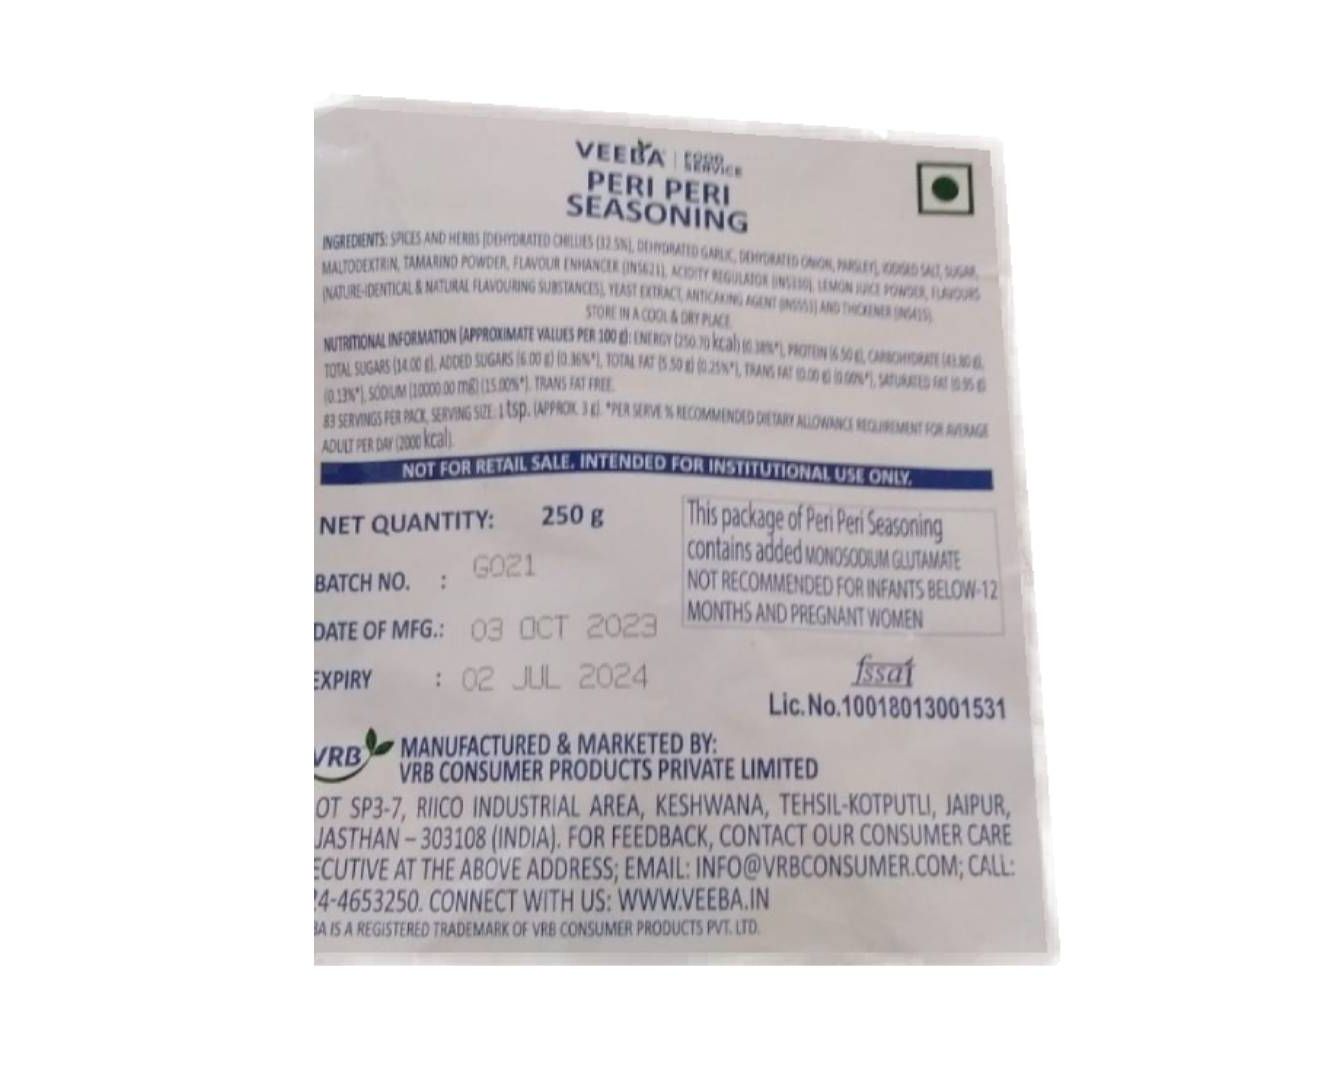 VEEBA | FOOD SERVICE
PERI PERI
SEASONING
INGREDIENTS: SPICES AND HERBS [DEHYDRATED CHILLIES (12.5%), DEHYDRATED GARLIC, DEHYDRATED ONION, PARSLEY], IODISED SALT, SUGAR,
MALTODEXTRIN, TAMARIND POWDER, FLAVOUR ENHANCER (INS621), ACIDITY REGULATOR (INS330), LEMON JUICE POWDER, FLAVOURS
(NATURE-IDENTICAL & NATURAL FLAVOURING SUBSTANCES), YEAST EXTRACT, ANTICAKING AGENT (INS551) AND THICKENER (INS415).
STORE IN A COOL & DRY PLACE.
NUTRITIONAL INFORMATION (APPROXIMATE VALUES PER 100 g): ENERGY (250.70 kcal) (0.38%*), PROTEIN (6.50 g), CARBOHYDRATE (41.80 g),
TOTAL SUGARS (14.00 g), ADDED SUGARS (6.00 g) (0.36%*), TOTAL FAT (5.50 g) (0.25%*), TRANS FAT (0.00 g) (0.00%*), SATURATED FAT (0.95 g)
(0.13%*), SODIUM (10000.00 mg) (15.00%*). TRANS FAT FREE.
83 SERVINGS PER PACK, SERVING SIZE: 1 tsp. (APPROX. 3 g). *PER SERVE % RECOMMENDED DIETARY ALLOWANCE REQUIREMENT FOR AVERAGE
ADULT PER DAY (2000 kcal).
NOT FOR RETAIL SALE. INTENDED FOR INSTITUTIONAL USE ONLY.
NET QUANTITY: 250 g
BATCH NO. : G021
DATE OF MFG.: 03 OCT 2023
EXPIRY : 02 JUL 2024
This package of Peri Peri Seasoning
contains added MONOSODIUM GLUTAMATE
NOT RECOMMENDED FOR INFANTS BELOW-12
MONTHS AND PREGNANT WOMEN
fssai
Lic.No.10018013001531
VRB
MANUFACTURED & MARKETED BY:
VRB CONSUMER PRODUCTS PRIVATE LIMITED
OT SP3-7, RIICO INDUSTRIAL AREA, KESHWANA, TEHSIL-KOTPUTLI, JAIPUR,
JASTHAN – 303108 (INDIA). FOR FEEDBACK, CONTACT OUR CONSUMER CARE
ECUTIVE AT THE ABOVE ADDRESS; EMAIL: INFO@VRBCONSUMER.COM; CALL:
24-4653250. CONNECT WITH US: WWW.VEEBA.IN
BA IS A REGISTERED TRADEMARK OF VRB CONSUMER PRODUCTS PVT. LTD.